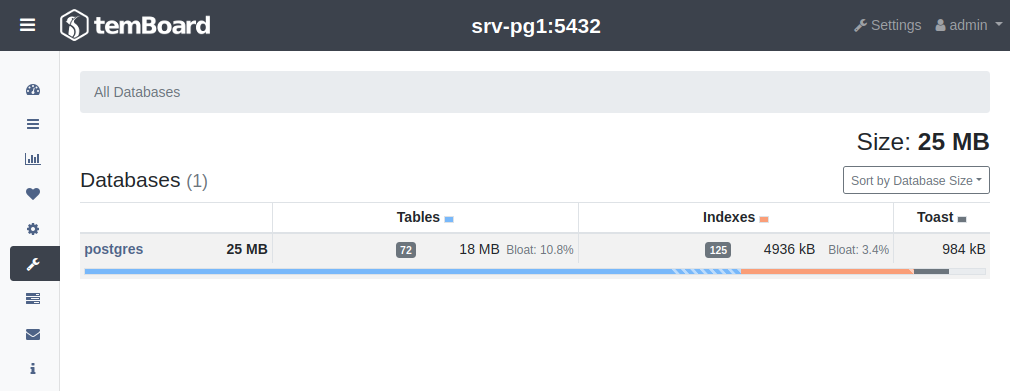 temBoard srv-pg1:5432 Settings admin
All Databases
Size: 25 MB
Databases (1) Sort by Database Size
Tables Indexes Toast
postgres 25 MB 72 18 MB Bloat: 10.8% 125 4936 kB Bloat: 3.4% 984 kB